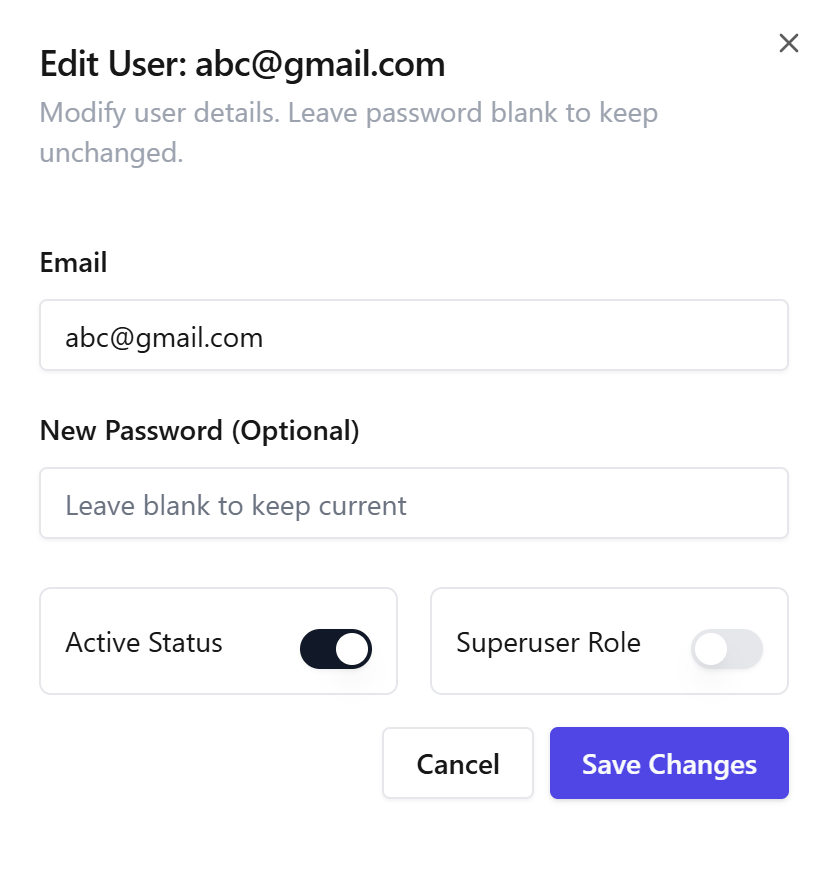 Edit User: abc@gmail.com
Modify user details. Leave password blank to keep
unchanged.
Email
abc@gmail.com
New Password (Optional)
Leave blank to keep current
Active Status
Superuser Role
Cancel
Save Changes